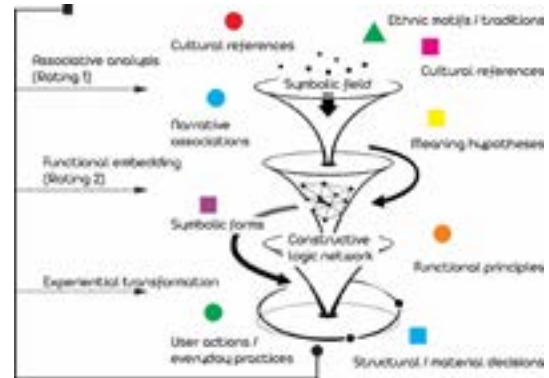 Ethnic motifs / traditions
Cultural references
Cultural references
Associative analysis
(Rating 1)
Symbolic field
Narrative
associations
Meaning hypotheses
Functional embedding
(Rating 2)
Symbolic forms
Constructive
logic network
Functional principles
Experiential transformation
User actions /
everyday practices
Structural / material decisions